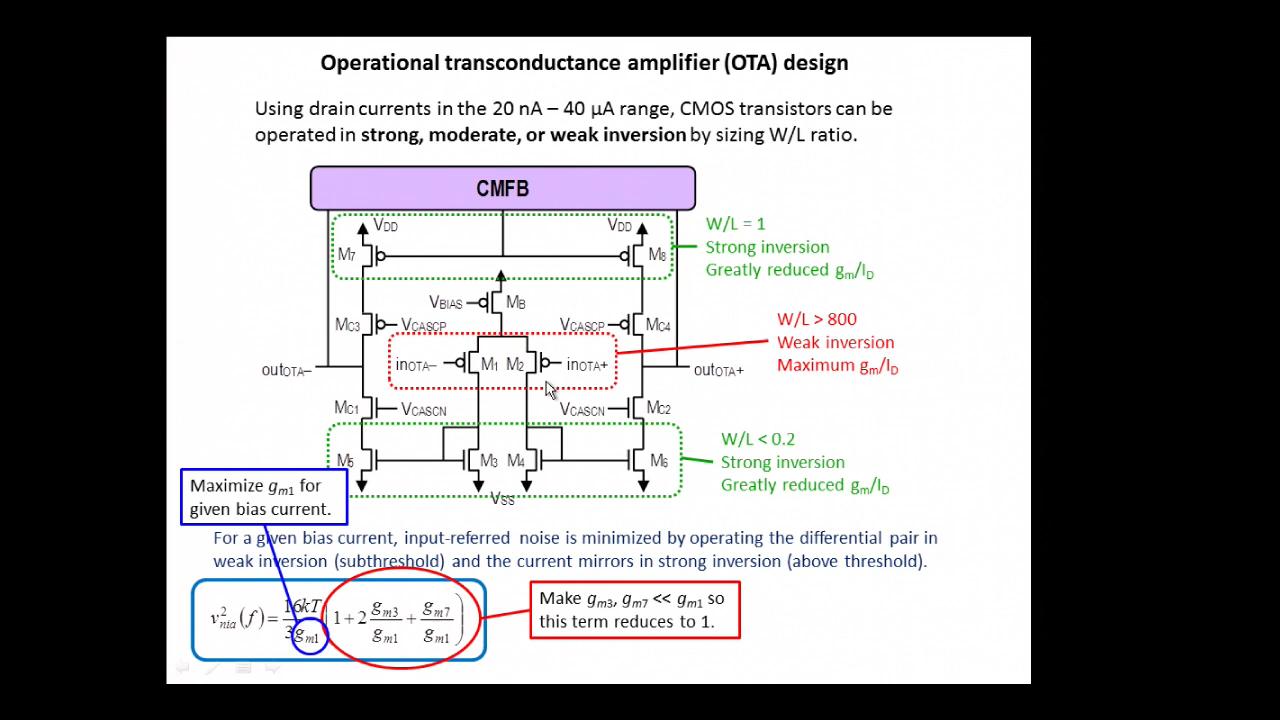 Operational transconductance amplifier (OTA) design
Using drain currents in the 20 nA – 40 μA range, CMOS transistors can be
operated in strong, moderate, or weak inversion by sizing W/L ratio.
CMFB
VDD
VDD
M7
M8
W/L = 1
Strong inversion
Greatly reduced gm/ID
VBIAS
MB
MC3
VCASCP
VCASCP
MC4
W/L > 800
Weak inversion
Maximum gm/ID
outOTA–
inOTA–
M1
M2
inOTA+
outOTA+
MC1
VCASCN
VCASCN
MC2
M5
M3
M4
M6
W/L < 0.2
Strong inversion
Greatly reduced gm/ID
VSS
Maximize gm1 for
given bias current.
For a given bias current, input-referred noise is minimized by operating the differential pair in
weak inversion (subthreshold) and the current mirrors in strong inversion (above threshold).
v²nia(f) = 16kT/3gm1 (1 + 2 gm3/gm1 + gm7/gm1)
Make gm3, gm7 << gm1 so
this term reduces to 1.